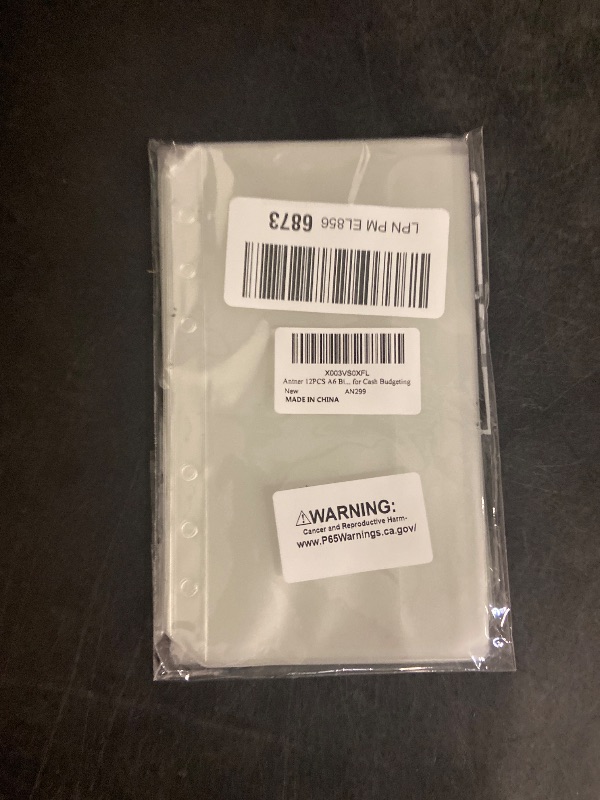 LPN PM EL856 6873
X003VS0XFL
Antner 12PCS A6 Bi... for Cash Budgeting
New AN299
MADE IN CHINA
⚠WARNING:
Cancer and Reproductive Harm-
www.P65Warnings.ca.gov/